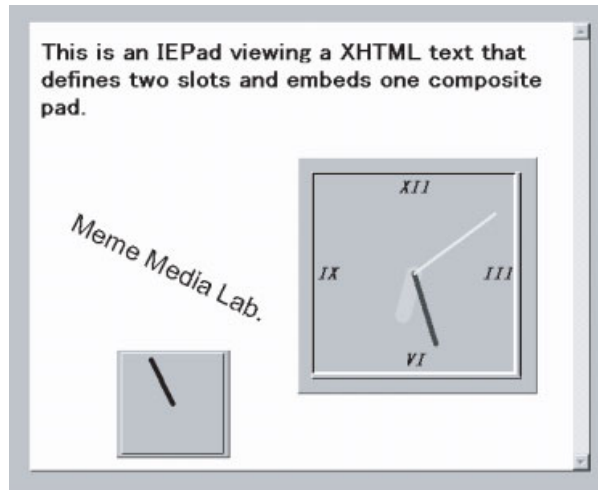 This is an IEPad viewing a XHTML text that
defines two slots and embeds one composite
pad.
Meme Media Lab.
XII
IX
III
VI